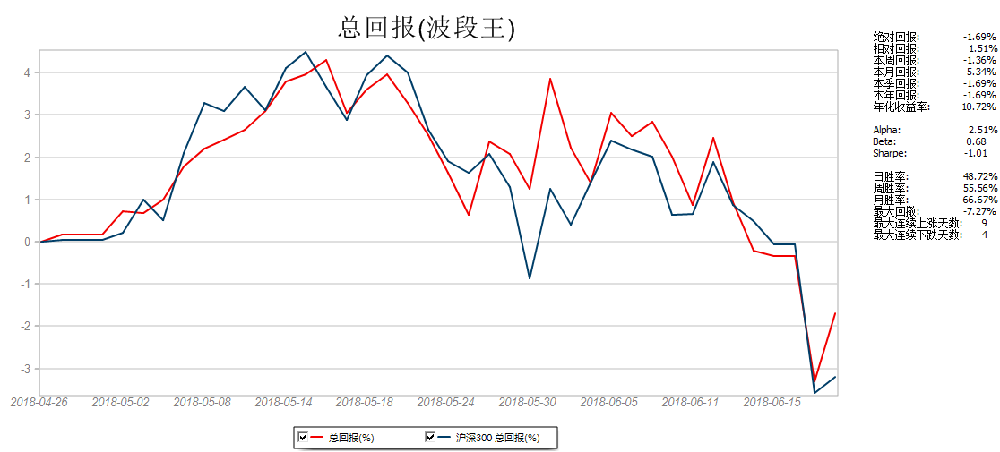 总回报(波段王)
4
3
2
1
0
-1
-2
-3
2018-04-26 2018-05-02 2018-05-08 2018-05-14 2018-05-18 2018-05-24 2018-05-30 2018-06-05 2018-06-11 2018-06-15
总回报(%) 沪深300 总回报(%)
绝对回报: -1.69%
相对回报: 1.51%
本周回报: -1.36%
本月回报: -5.34%
本季回报: -1.69%
本年回报: -1.69%
年化收益率: -10.72%
Alpha: 2.51%
Beta: 0.68
Sharpe: -1.01
日胜率: 48.72%
周胜率: 55.56%
月胜率: 66.67%
最大回撤: -7.27%
最大连续上涨天数: 9
最大连续下跌天数: 4